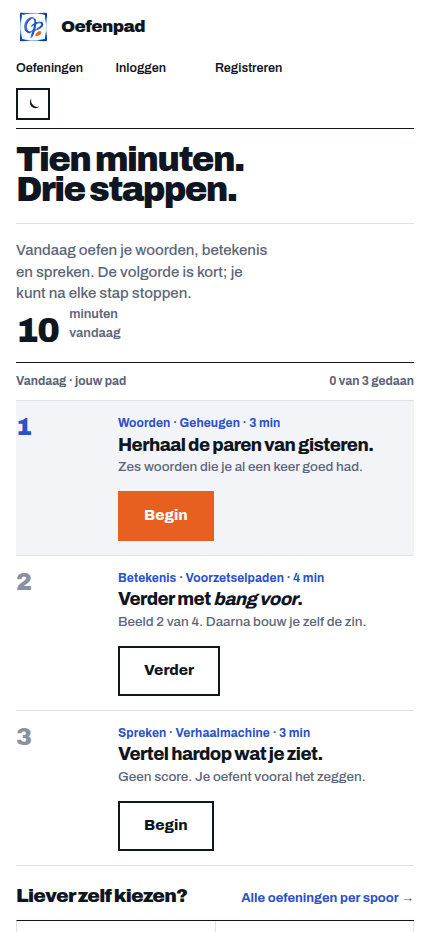 Oefenpad
Oefeningen Inloggen Registreren
Tien minuten.
Drie stappen.
Vandaag oefen je woorden, betekenis
en spreken. De volgorde is kort; je
kunt na elke stap stoppen.
10 minuten
vandaag
Vandaag · jouw pad 0 van 3 gedaan
1 Woorden · Geheugen · 3 min
Herhaal de paren van gisteren.
Zes woorden die je al een keer goed had.
Begin
2 Betekenis · Voorzetselpaden · 4 min
Verder met bang voor.
Beeld 2 van 4. Daarna bouw je zelf de zin.
Verder
3 Spreken · Verhaalmachine · 3 min
Vertel hardop wat je ziet.
Geen score. Je oefent vooral het zeggen.
Begin
Liever zelf kiezen? Alle oefeningen per spoor →